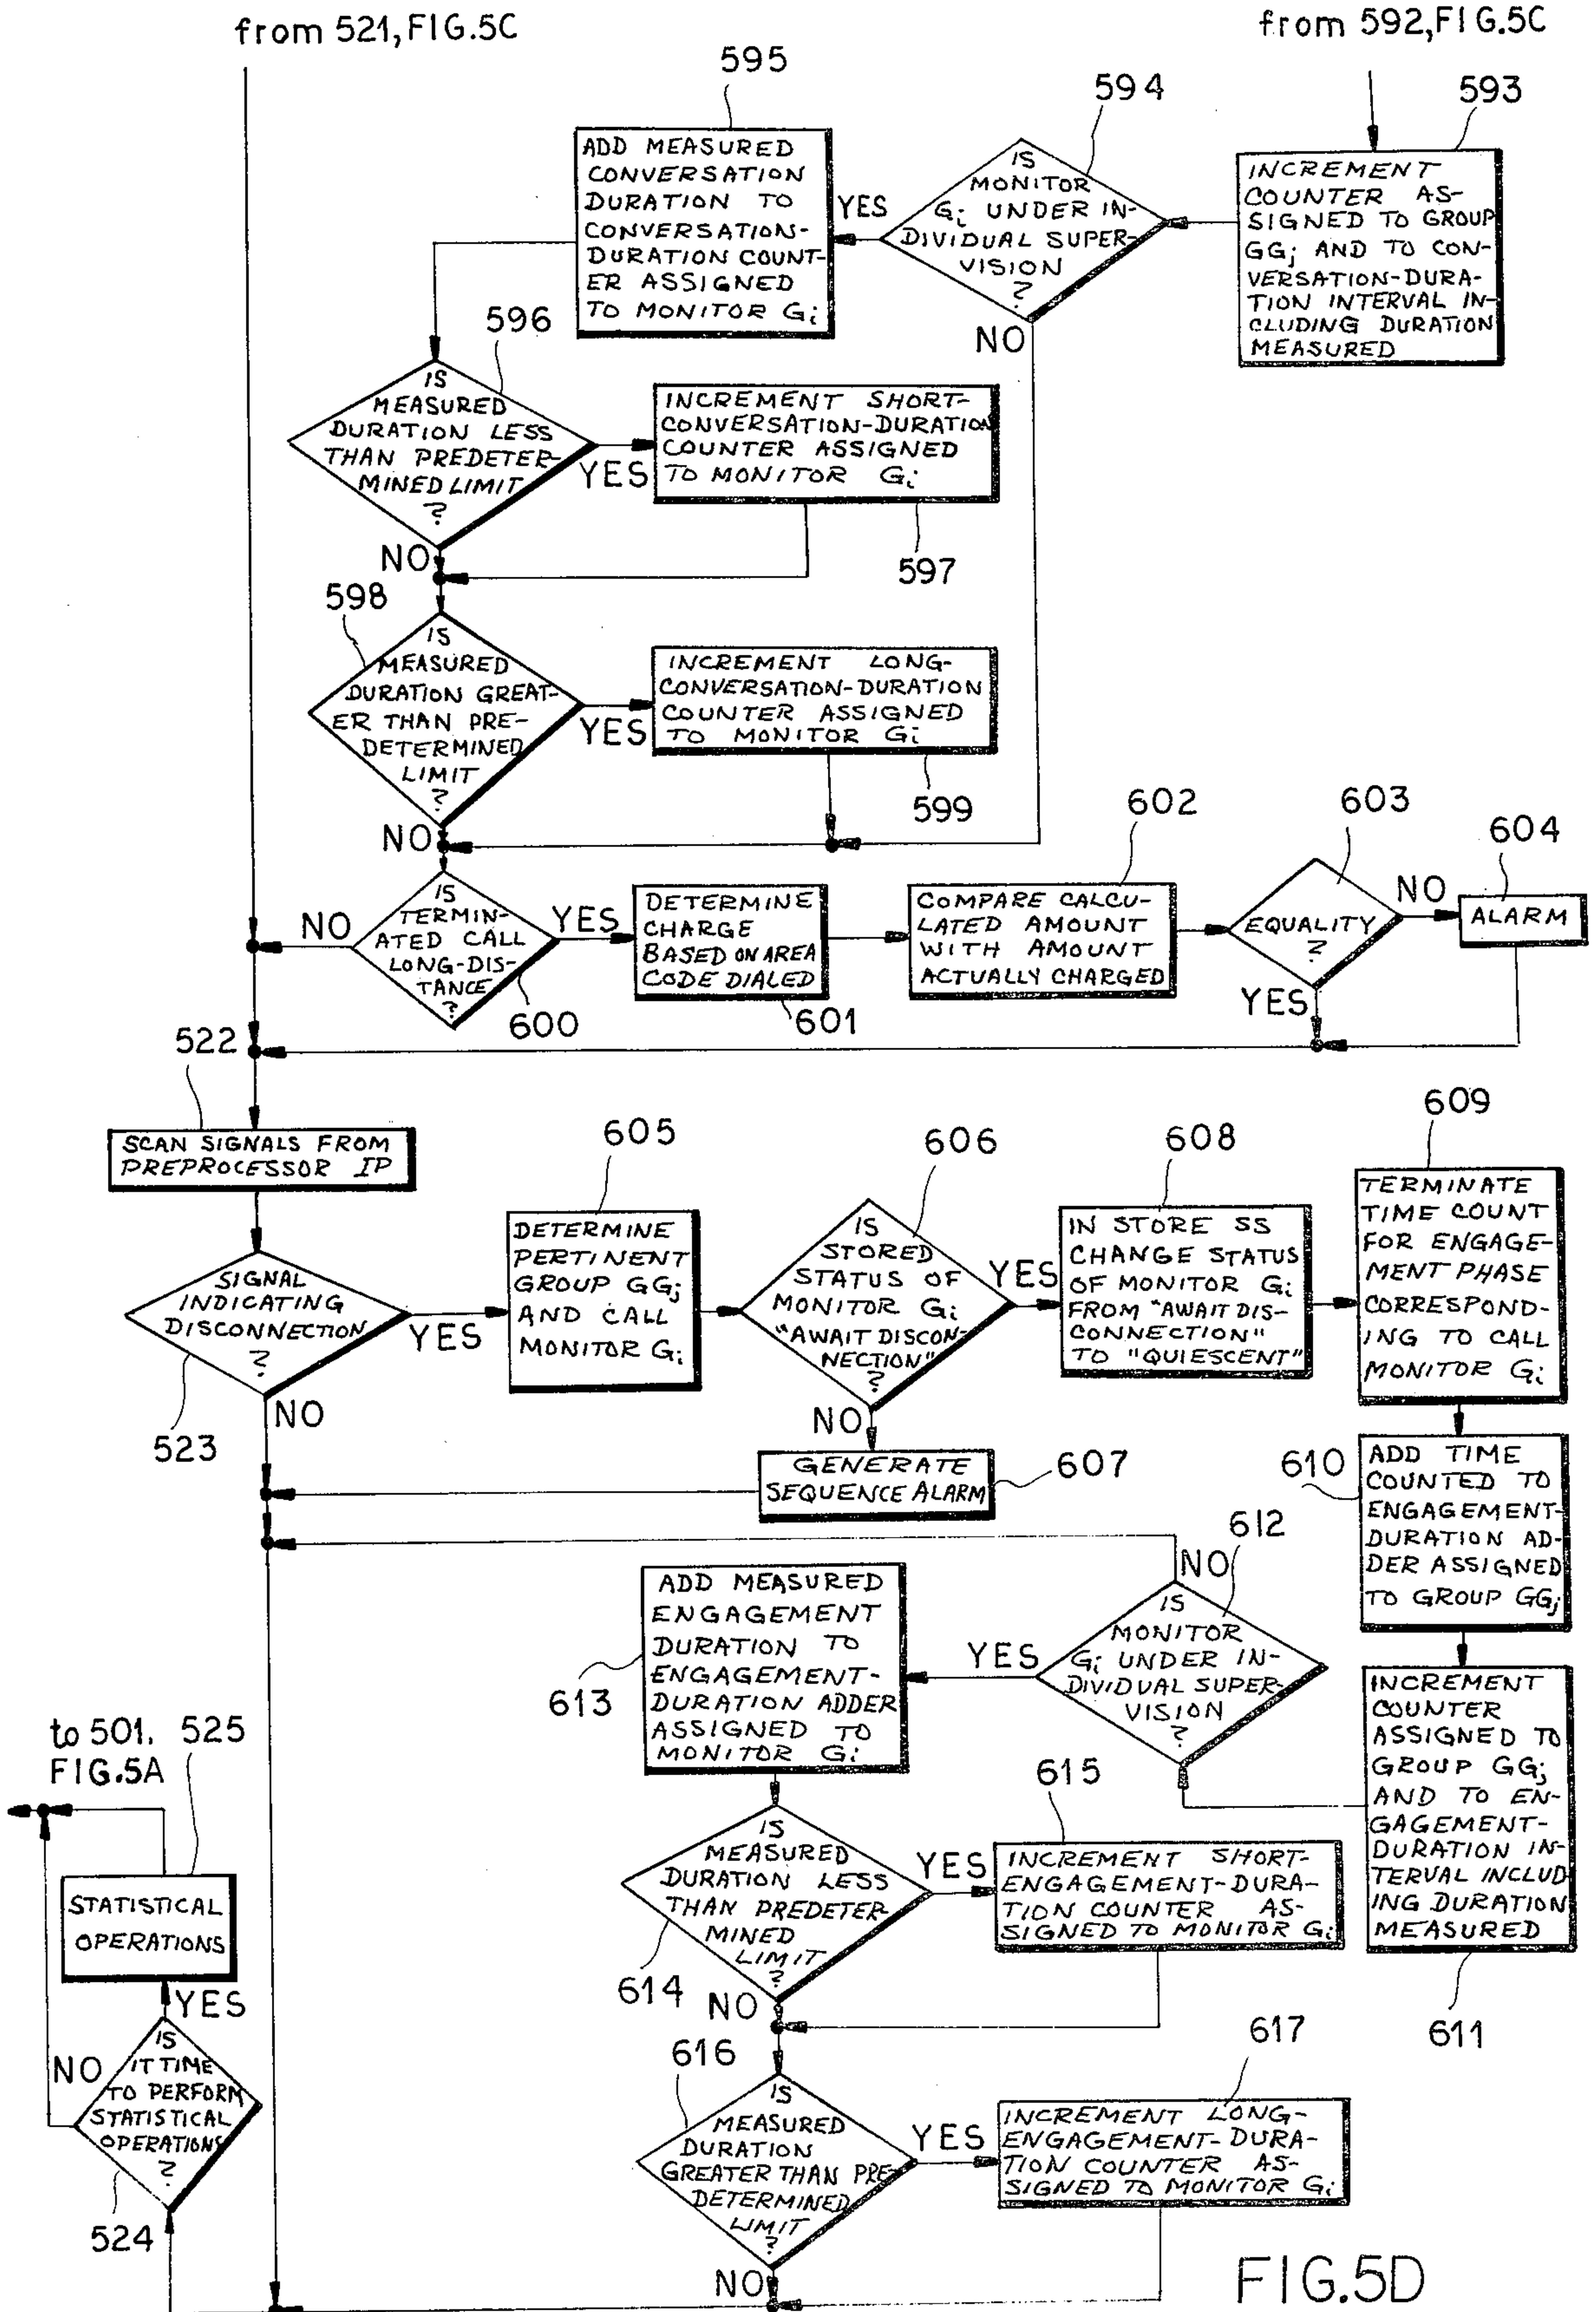 from 521, FIG.5C
from 592, FIG.5C
595
594
593
ADD MEASURED
CONVERSATION
DURATION TO
CONVERSATION-
DURATION COUNT-
ER ASSIGNED
TO MONITOR Gi
YES
IS
MONITOR
Gi UNDER IN-
DIVIDUAL SUPER-
VISION
?
NO
INCREMENT
COUNTER AS-
SIGNED TO GROUP
GGj AND TO CON-
VERSATION-DURA-
TION INTERVAL IN-
CLUDING DURATION
MEASURED
596
IS
MEASURED
DURATION LESS
THAN PREDETER-
MINED LIMIT
?
YES
NO
INCREMENT SHORT-
CONVERSATION-DURATION
COUNTER ASSIGNED
TO MONITOR Gi
597
598
IS
MEASURED
DURATION GREAT-
ER THAN PRE-
DETERMINED
LIMIT
?
YES
NO
INCREMENT LONG-
CONVERSATION-DURATION
COUNTER ASSIGNED
TO MONITOR Gi
599
602
603
604
NO
IS
TERMIN-
ATED CALL
LONG-DIS-
TANCE
?
600
YES
DETERMINE
CHARGE
BASED ON AREA
CODE DIALED
601
COMPARE CALCU-
LATED AMOUNT
WITH AMOUNT
ACTUALLY CHARGED
EQUALITY
?
NO
YES
ALARM
522
SCAN SIGNALS FROM
PREPROCESSOR IP
605
606
608
609
SIGNAL
INDICATING
DISCONNECTION
?
YES
NO
523
DETERMINE
PERTINENT
GROUP GGj
AND CALL
MONITOR Gi
IS
STORED
STATUS OF
MONITOR Gi
"AWAIT DISCON-
NECTION"
?
YES
NO
IN STORE SS
CHANGE STATUS
OF MONITOR Gi
FROM "AWAIT DIS-
CONNECTION"
TO "QUIESCENT"
TERMINATE
TIME COUNT
FOR ENGAGE-
MENT PHASE
CORRESPOND-
ING TO CALL
MONITOR Gi
GENERATE
SEQUENCE ALARM
607
610
ADD TIME
COUNTED TO
ENGAGEMENT-
DURATION AD-
DER ASSIGNED
TO GROUP GGj
612
NO
IS
MONITOR
Gi UNDER IN-
DIVIDUAL SUPER-
VISION
?
YES
613
ADD MEASURED
ENGAGEMENT
DURATION TO
ENGAGEMENT-
DURATION ADDER
ASSIGNED TO
MONITOR Gi
INCREMENT
COUNTER
ASSIGNED TO
GROUP GGj
AND TO EN-
GAGEMENT-
DURATION IN-
TERVAL INCLUD
ING DURATION
MEASURED
611
to 501.
FIG.5A
525
STATISTICAL
OPERATIONS
YES
NO
IS
IT TIME
TO PERFORM
STATISTICAL
OPERATIONS
?
524
IS
MEASURED
DURATION LESS
THAN PREDETER-
MINED
LIMIT
?
614
YES
NO
615
INCREMENT SHORT-
ENGAGEMENT-DURA-
TION COUNTER AS-
SIGNED TO MONITOR Gi
616
IS
MEASURED
DURATION
GREATER THAN PRE-
DETERMINED
LIMIT
?
YES
NO
617
INCREMENT LONG-
ENGAGEMENT-DURA-
TION COUNTER AS-
SIGNED TO MONITOR Gi
FIG.5D